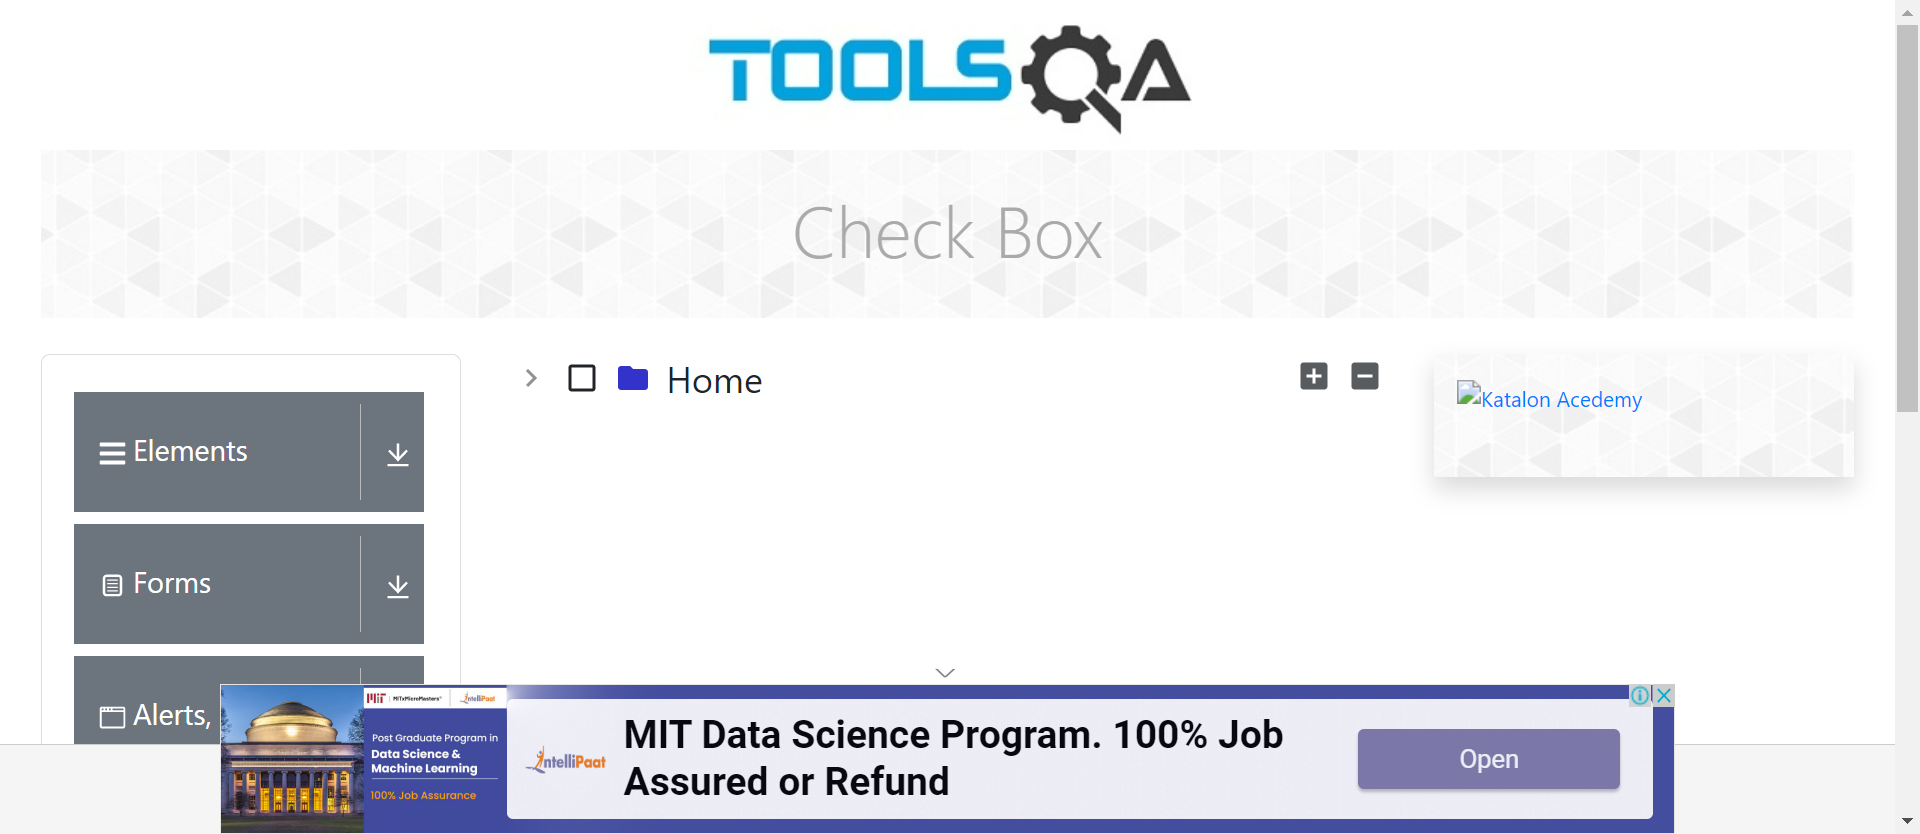 TOOLSQA
Check Box
Home
Katalon Acedemy
Elements
Forms
Alerts,
MIT | MITxMicroMasters® | intelliPaat
Post Graduate Program in
Data Science &
Machine Learning
100% Job Assurance
intelliPaat
MIT Data Science Program. 100% Job
Assured or Refund
Open